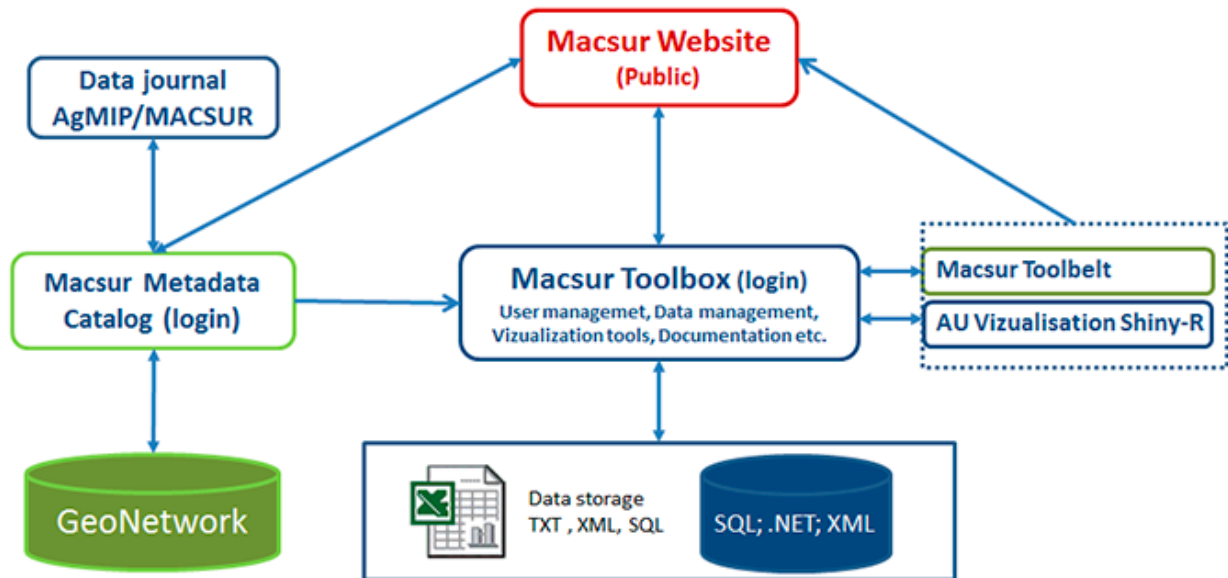 Macsur Website
(Public)
Data journal
AgMIP/MACSUR
Macsur Metadata
Catalog (login)
Macsur Toolbox (login)
User managemet, Data management,
Vizualization tools, Documentation etc.
Macsur Toolbelt
AU Vizualisation Shiny-R
GeoNetwork
Data storage
TXT , XML, SQL
SQL; .NET; XML